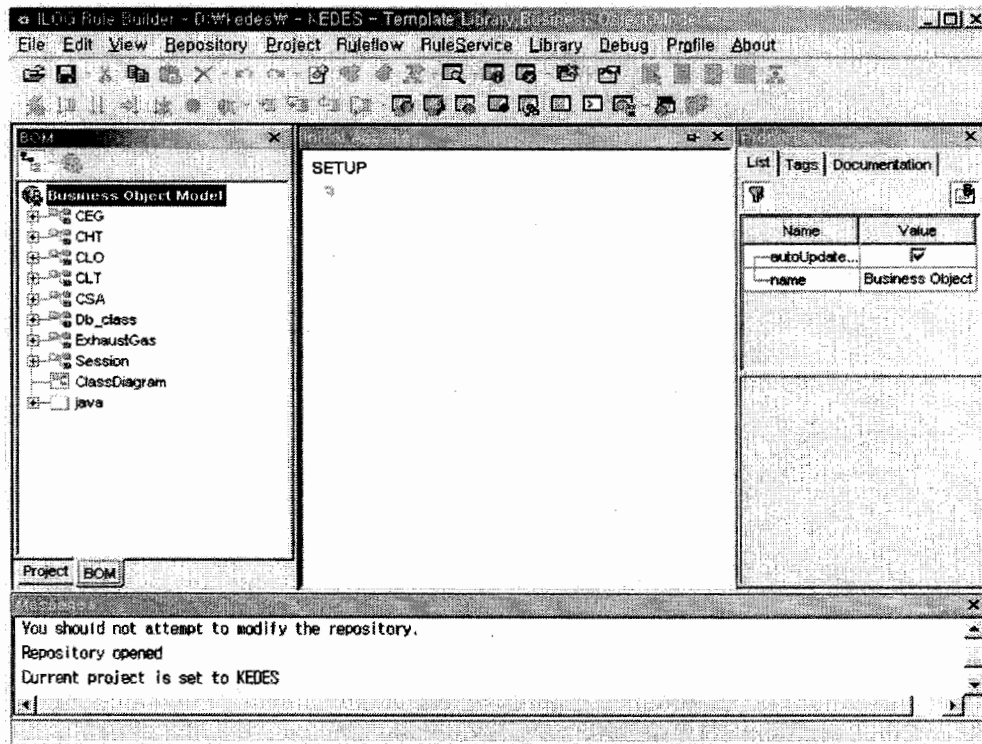 ILOG Rule Builder - D:₩kedes₩ - KEDES - Template Library,Business Object Model
File Edit View Repository Project Ruleflow RuleService Library Debug Profile About
BOM
Business Object Model
CEG
CHT
CLO
CLT
CSA
Db_class
ExhaustGas
Session
ClassDiagram
java
Project BOM
SETUP
List Tags Documentation
Name Value
autoUpdate...
name Business Object
Messages
You should not attempt to modify the repository.
Repository opened
Current project is set to KEDES